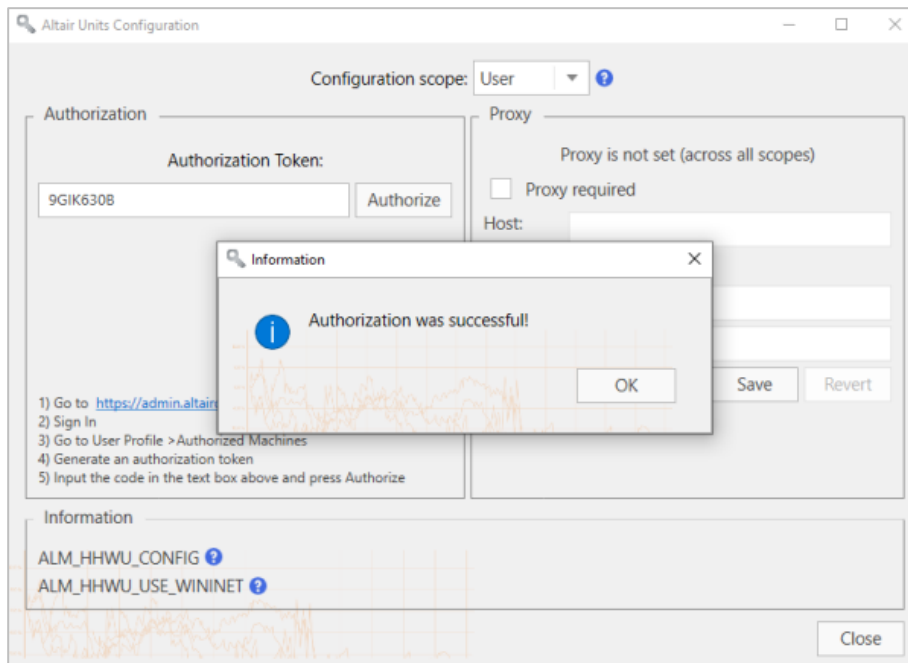 Altair Units Configuration
Configuration scope: User
Authorization
Authorization Token:
9GIK630B
Authorize
Proxy
Proxy is not set (across all scopes)
Proxy required
Host:
Information
Authorization was successful!
OK
Save
Revert
1) Go to https://admin.altair
2) Sign In
3) Go to User Profile >Authorized Machines
4) Generate an authorization token
5) Input the code in the text box above and press Authorize
Information
ALM_HHWU_CONFIG
ALM_HHWU_USE_WININET
Close